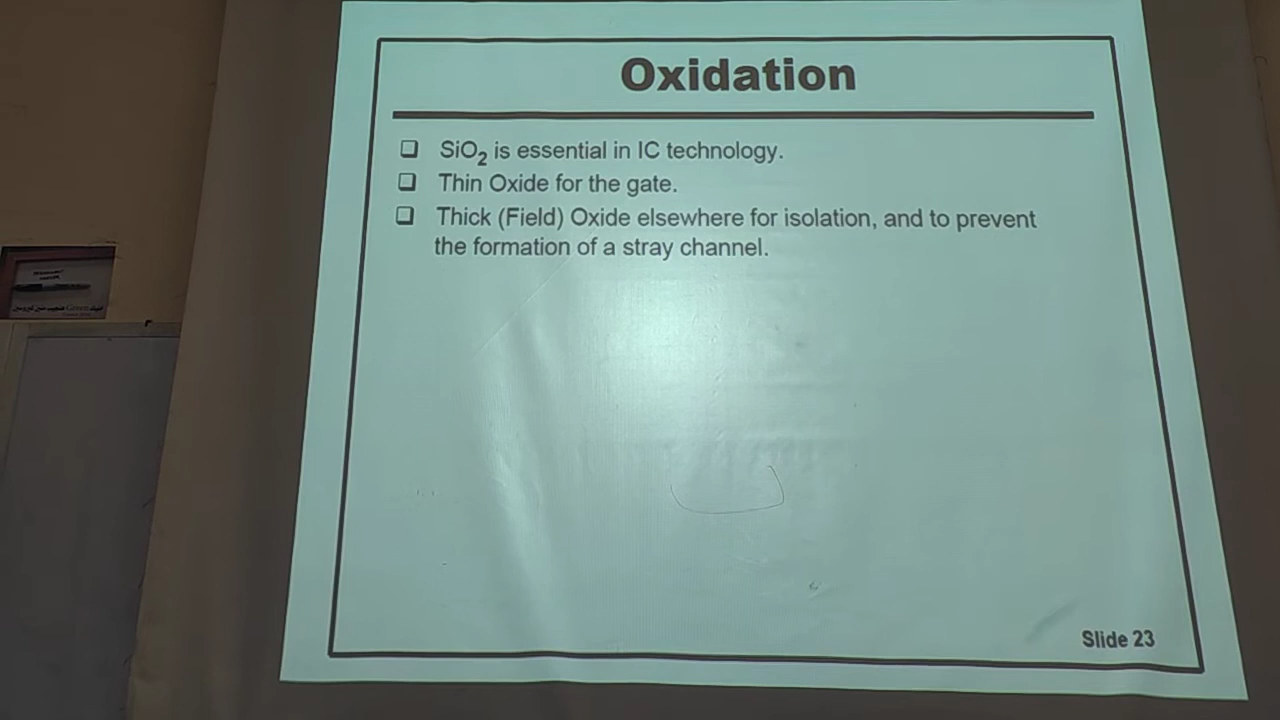 Oxidation
❑ SiO₂ is essential in IC technology.
❑ Thin Oxide for the gate.
❑ Thick (Field) Oxide elsewhere for isolation, and to prevent
the formation of a stray channel.
Slide 23